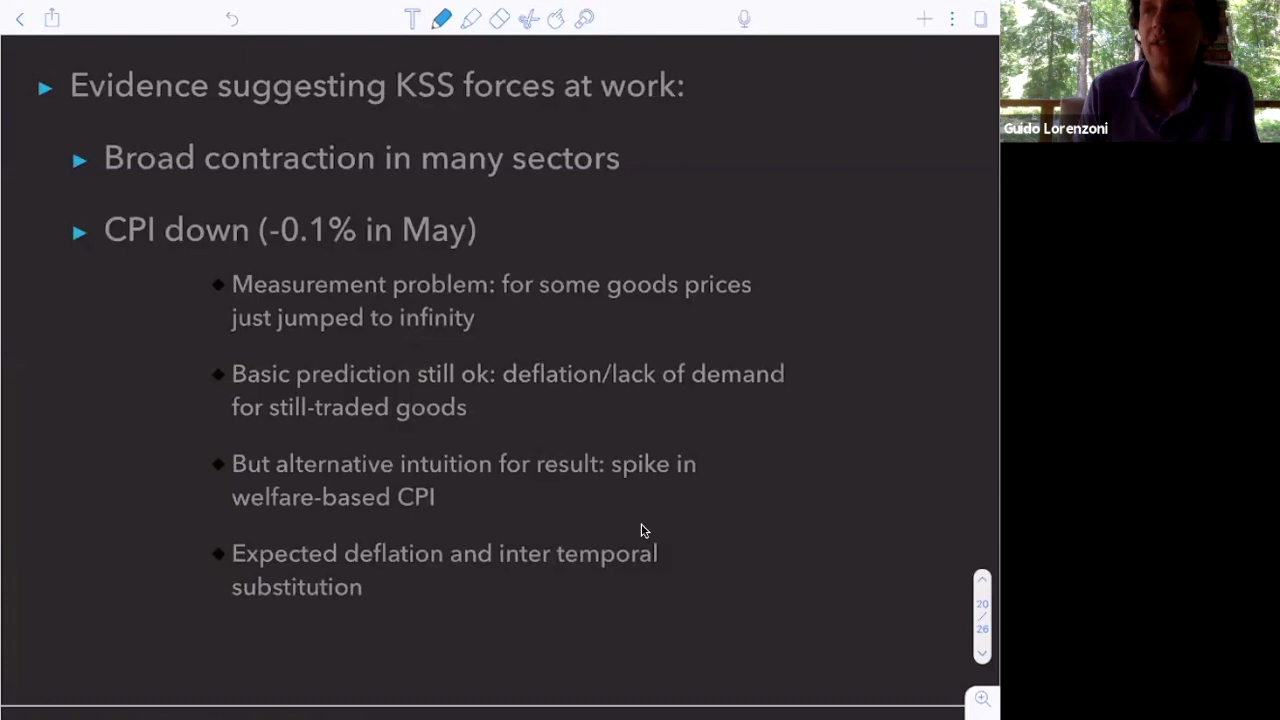 Evidence suggesting KSS forces at work:
Broad contraction in many sectors
CPI down (-0.1% in May)
Measurement problem: for some goods prices
just jumped to infinity
Basic prediction still ok: deflation/lack of demand
for still-traded goods
But alternative intuition for result: spike in
welfare-based CPI
Expected deflation and inter temporal
substitution
20
/
26
Guido Lorenzoni